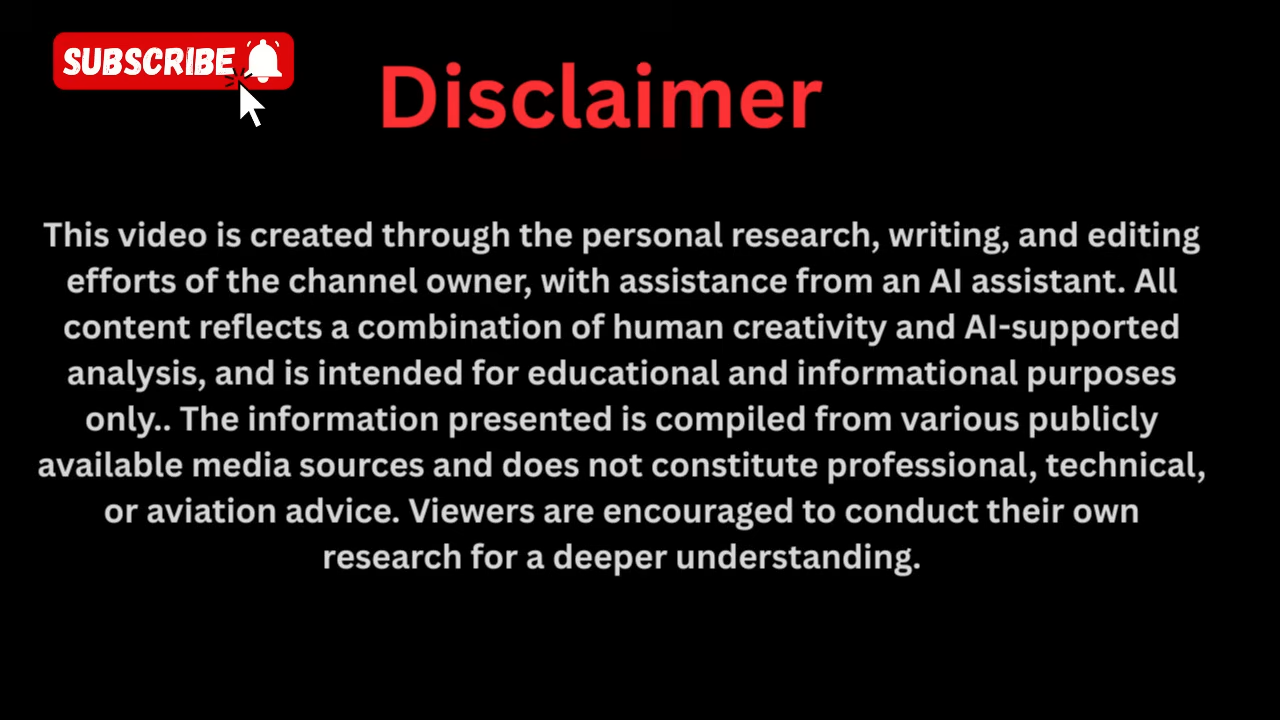 SUBSCRIBE
Disclaimer
This video is created through the personal research, writing, and editing
efforts of the channel owner, with assistance from an AI assistant. All
content reflects a combination of human creativity and AI-supported
analysis, and is intended for educational and informational purposes
only.. The information presented is compiled from various publicly
available media sources and does not constitute professional, technical,
or aviation advice. Viewers are encouraged to conduct their own
research for a deeper understanding.